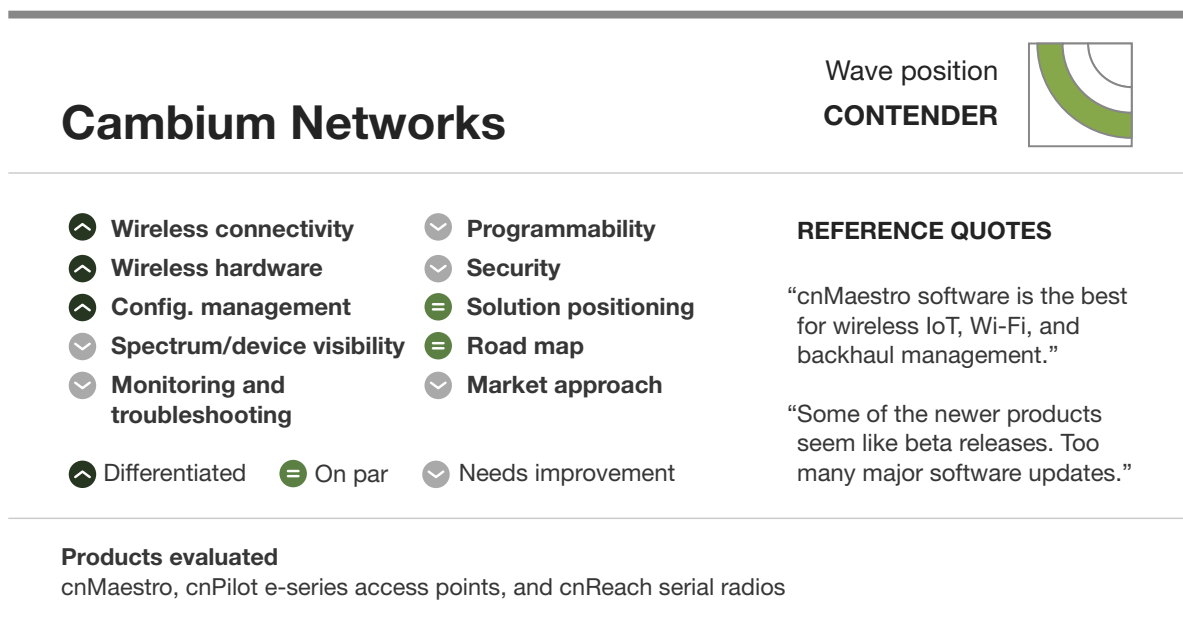 Wave position
CONTENDER
Cambium Networks
Wireless connectivity
Wireless hardware
Config. management
Spectrum/device visibility
Monitoring and
troubleshooting
Programmability
Security
Solution positioning
Road map
Market approach
Differentiated
On par
Needs improvement
REFERENCE QUOTES
“cnMaestro software is the best
for wireless IoT, Wi-Fi, and
backhaul management.”
“Some of the newer products
seem like beta releases. Too
many major software updates.”
Products evaluated
cnMaestro, cnPilot e-series access points, and cnReach serial radios